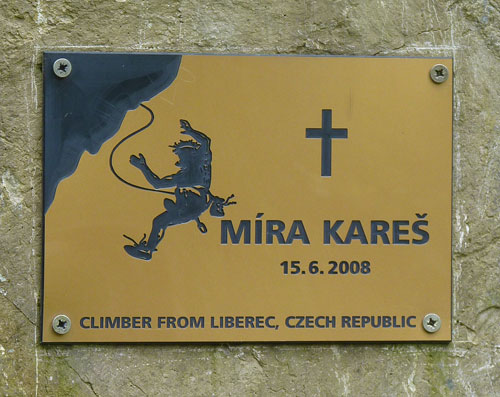 MÍRA KAREŠ
15.6.2008
CLIMBER FROM LIBEREC, CZECH REPUBLIC